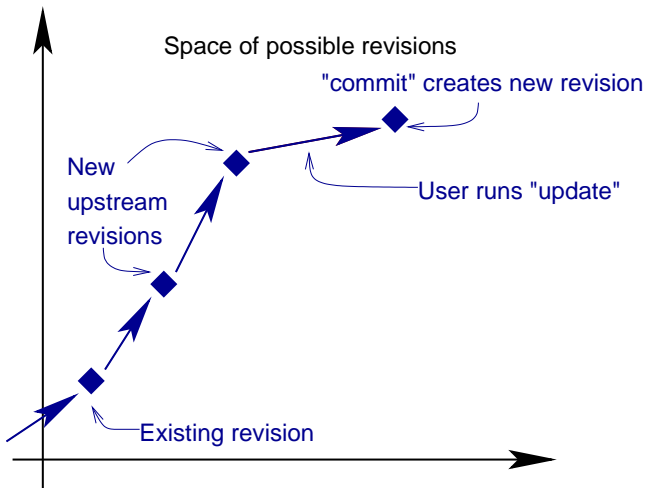 Space of possible revisions
"commit" creates new revision
New
upstream
revisions
User runs "update"
Existing revision